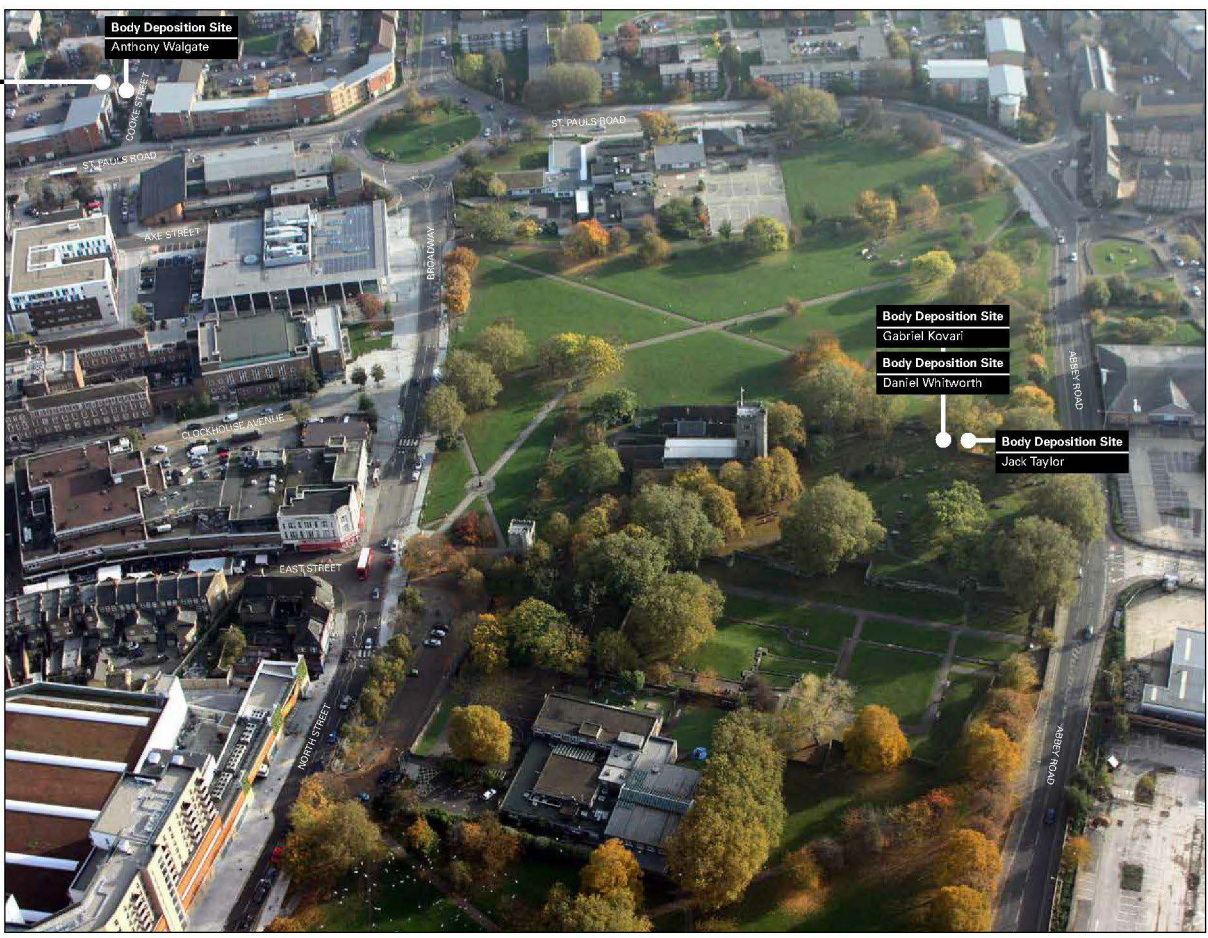 Body Deposition Site
Anthony Walgate
COOKE STREET
ST. PAULS ROAD
ST. PAULS ROAD
AXE STREET
BROADWAY
Body Deposition Site
Gabriel Kovari
Body Deposition Site
Daniel Whitworth
ABBEY ROAD
CLOCKHOUSE AVENUE
Body Deposition Site
Jack Taylor
EAST STREET
NORTH STREET
ABBEY ROAD